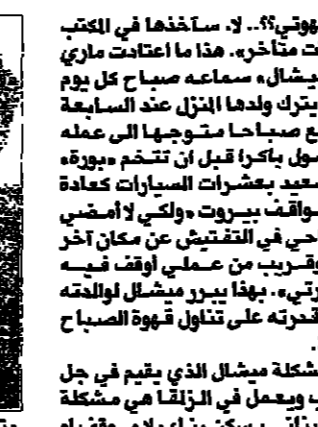 هوتي؟؟.. لا. سآخذها في المكتب
ت متأخر». هذا ما اعتادت ماري
يشال» سماعه صباح كل يوم
يترك ولدها المنزل عند السابعة
ع صباحا متوجها الى عمله
صول باكرا قبل ان تتخم «بورة»
سعيد بعشرات السيارات كعادة
ـواقف بيروت «ولكي لا أمضي
احي في التفتيش عن مكان آخر
وقريب من عملي أوقف فيه
رتي». بهذا يبرر ميشال لوالدته
قدرته على تناول قهوة الصباح
.
شكلة ميشال الذي يقيم في جل
ب ويعمل في الزلقا هي مشكلة